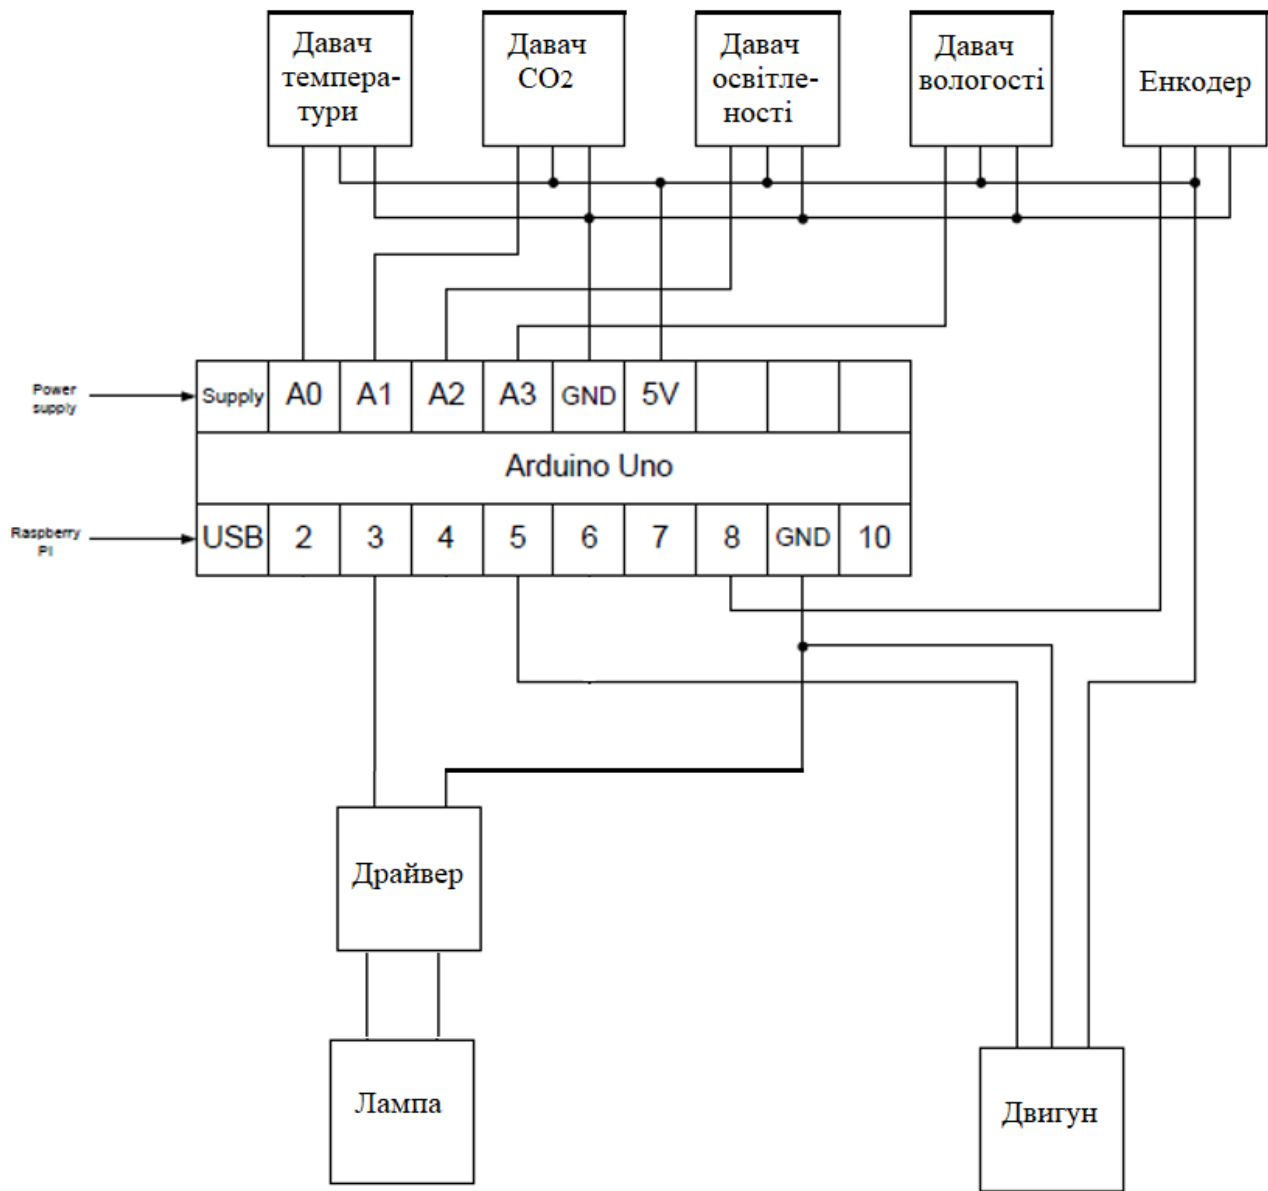 Давач
темпера-
тури
Давач
CO2
Давач
освітле-
ності
Давач
вологості
Енкодер
Power
supply
Supply A0 A1 A2 A3 GND 5V
Arduino Uno
Raspberry
PI
USB 2 3 4 5 6 7 8 GND 10
Драйвер
Лампа
Двигун